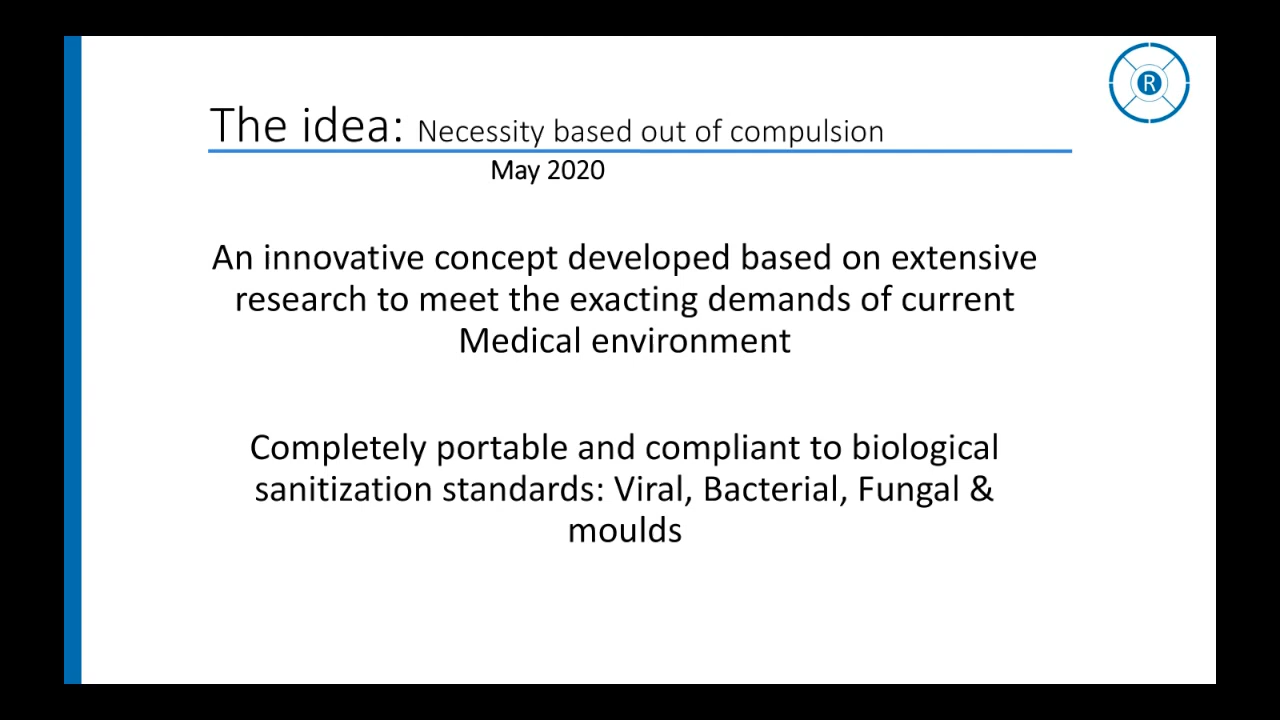 R
The idea: Necessity based out of compulsion
May 2020
An innovative concept developed based on extensive
research to meet the exacting demands of current
Medical environment
Completely portable and compliant to biological
sanitization standards: Viral, Bacterial, Fungal &
moulds